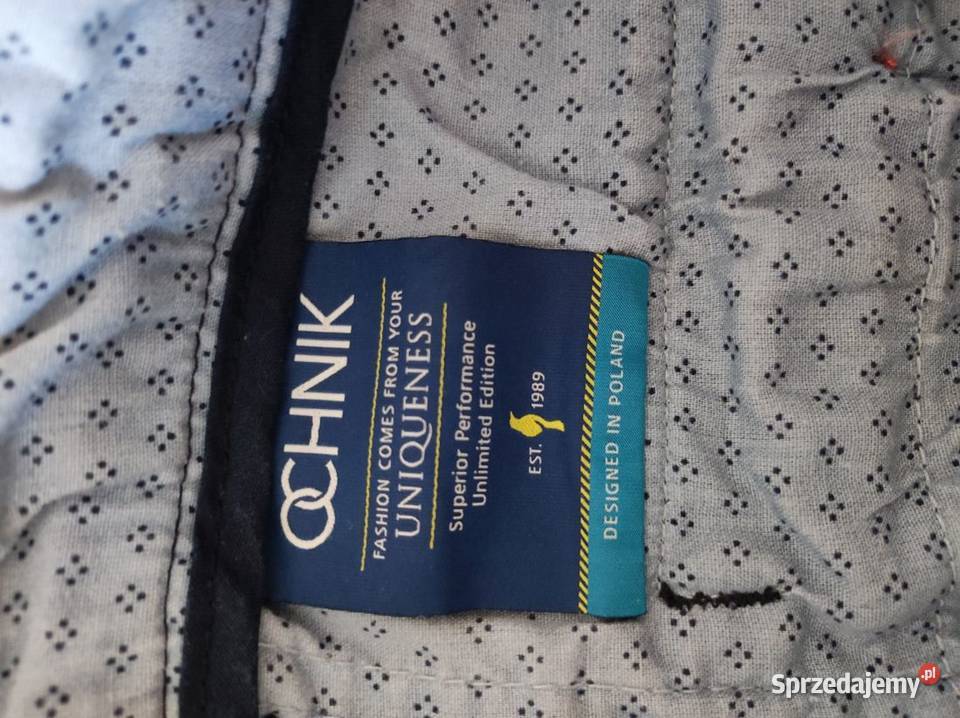 OCHNIK
FASHION COMES FROM YOUR
UNIQUENESS
Superior Performance
Unlimited Edition
EST. 1989
DESIGNED IN POLAND
Sprzedajemy.pl